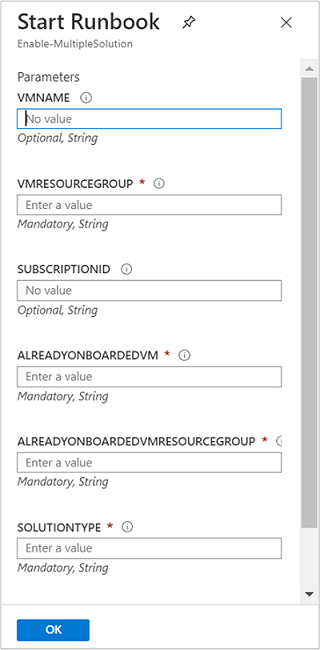 Start Runbook
Enable-MultipleSolution
Parameters
VMNAME
No value
Optional, String
VMRESOURCEGROUP *
Enter a value
Mandatory, String
SUBSCRIPTIONID
No value
Optional, String
ALREADYONBOARDEDVM *
Enter a value
Mandatory, String
ALREADYONBOARDEDVMRESOURCEGROUP *
Enter a value
Mandatory, String
SOLUTIONTYPE *
Enter a value
Mandatory, String
OK